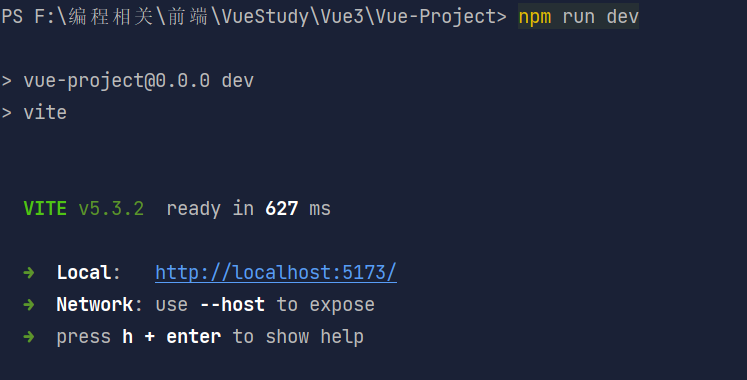 PS F:\编程相关\前端\VueStudy\Vue3\Vue-Project> npm run dev
> vue-project@0.0.0 dev
> vite
VITE v5.3.2  ready in 627 ms
➜  Local:   http://localhost:5173/
➜  Network: use --host to expose
➜  press h + enter to show help